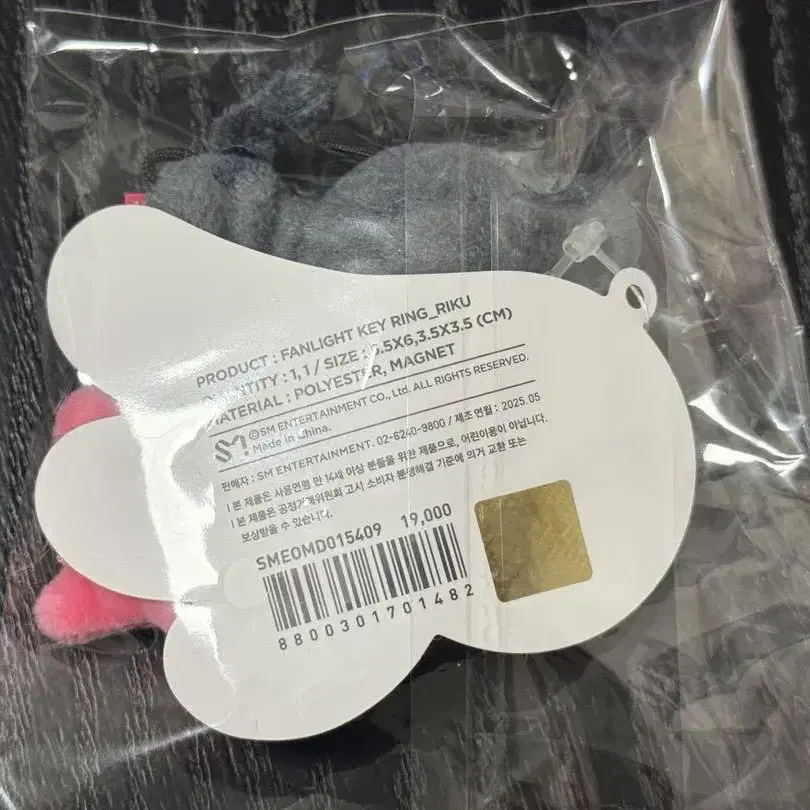 PRODUCT : FANLIGHT KEY RING_RIKU
QUANTITY : 1,1 / SIZE : 5.5X6,3.5X3.5 (CM)
MATERIAL : POLYESTER, MAGNET
SM ⓒSM ENTERTAINMENT CO., Ltd. ALL RIGHTS RESERVED.
Made in China.
판매자 : SM ENTERTAINMENT. 02-6240-9800 / 제조 연월 : 2025. 05
ㅣ본 제품은 사용연령 만 14세 이상 분들을 위한 제품으로, 어린이용이 아닙니다.
ㅣ본 제품은 공정거래위원회 고시 소비자 분쟁해결 기준에 의거 교환 또는
보상받을 수 있습니다.
SMEOMD015409 19,000
8800301701482